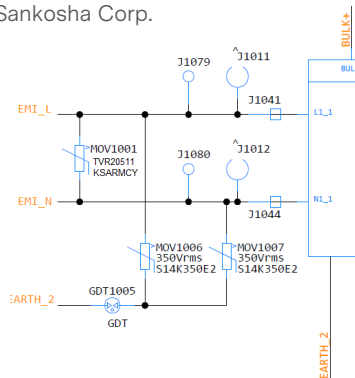 Sankosha Corp.
BULK+
J1079
J1011
BUL
EMI_L
J1041
L1_1
MOV1001
TVR20511
KSARMCY
J1080
J1012
EMI_N
N1_1
J1044
MOV1006
350Vrms
S14K350E2
MOV1007
350Vrms
S14K350E2
GDT1005
EARTH_2
GDT
EARTH_2